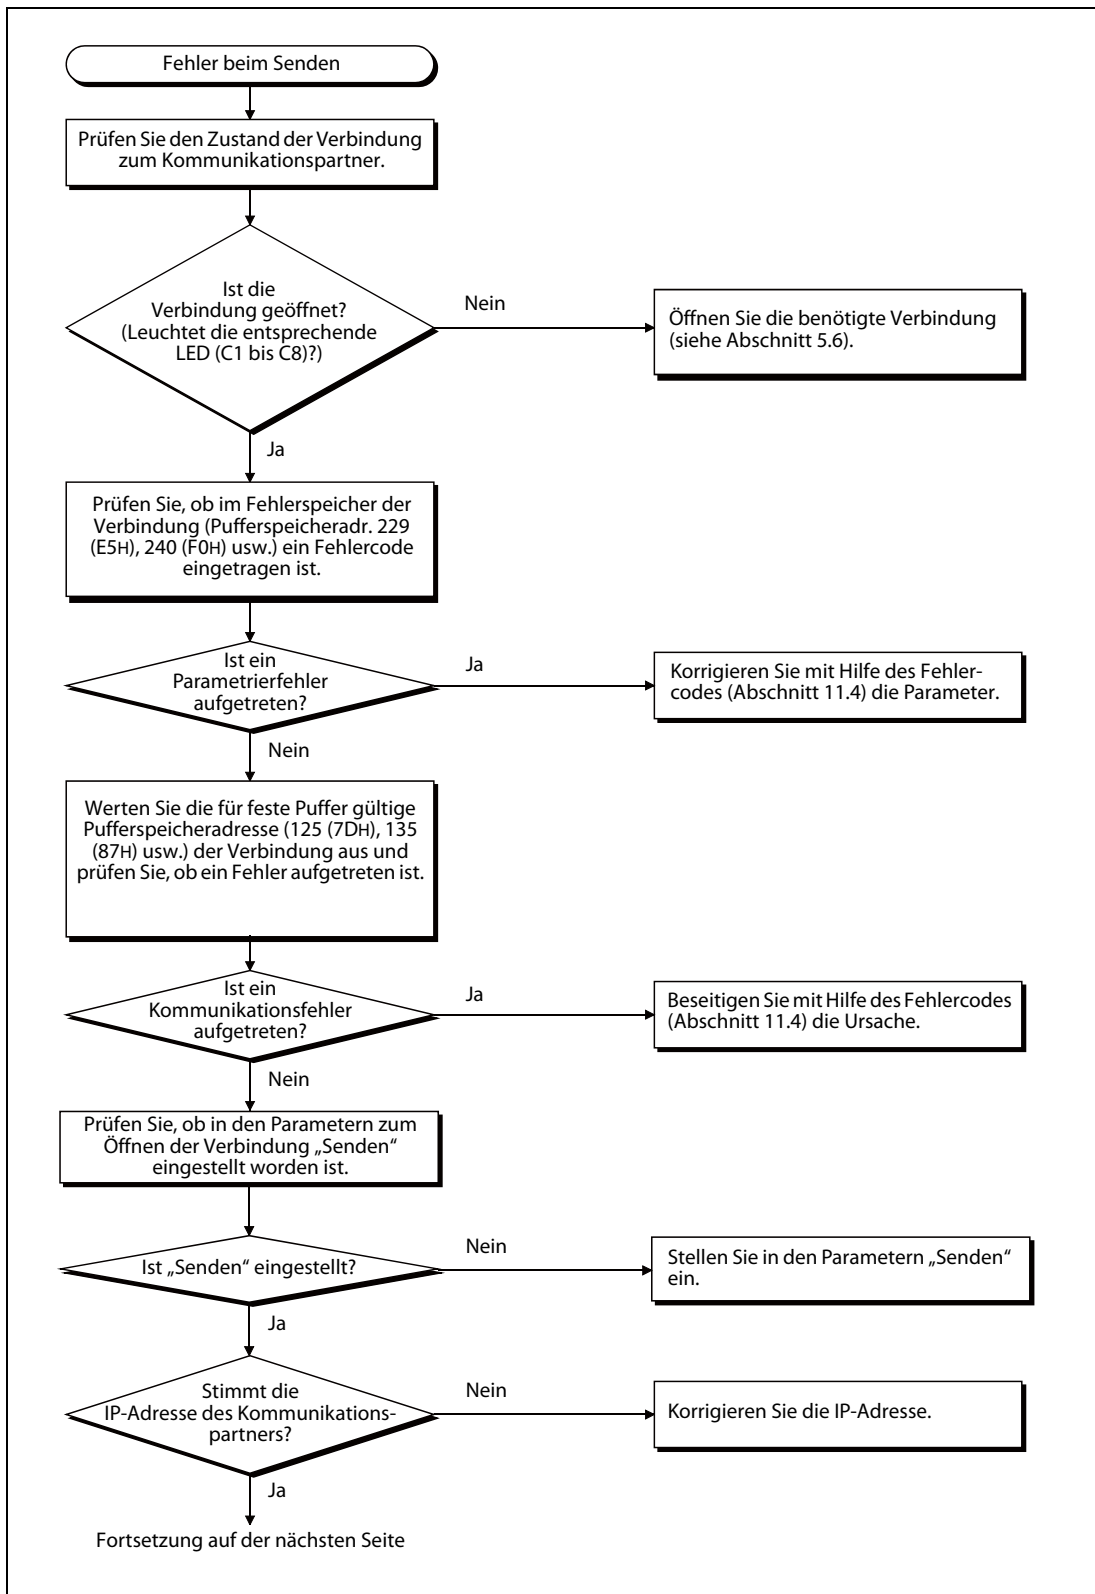 Fehler beim Senden
Prüfen Sie den Zustand der Verbindung
zum Kommunikationspartner.
Ist die
Verbindung geöffnet?
(Leuchtet die entsprechende
LED (C1 bis C8)?)
Nein
Öffnen Sie die benötigte Verbindung
(siehe Abschnitt 5.6).
Ja
Prüfen Sie, ob im Fehlerspeicher der
Verbindung (Pufferspeicheradr. 229
(E5H), 240 (F0H) usw.) ein Fehlercode
eingetragen ist.
Ist ein
Parametrierfehler
aufgetreten?
Ja
Korrigieren Sie mit Hilfe des Fehler-
codes (Abschnitt 11.4) die Parameter.
Nein
Werten Sie die für feste Puffer gültige
Pufferspeicheradresse (125 (7DH), 135
(87H) usw.) der Verbindung aus und
prüfen Sie, ob ein Fehler aufgetreten ist.
Ist ein
Kommunikationsfehler
aufgetreten?
Ja
Beseitigen Sie mit Hilfe des Fehlercodes
(Abschnitt 11.4) die Ursache.
Nein
Prüfen Sie, ob in den Parametern zum
Öffnen der Verbindung „Senden“
eingestellt worden ist.
Ist „Senden“ eingestellt?
Nein
Stellen Sie in den Parametern „Senden“
ein.
Ja
Stimmt die
IP-Adresse des Kommunikations-
partners?
Nein
Korrigieren Sie die IP-Adresse.
Ja
Fortsetzung auf der nächsten Seite